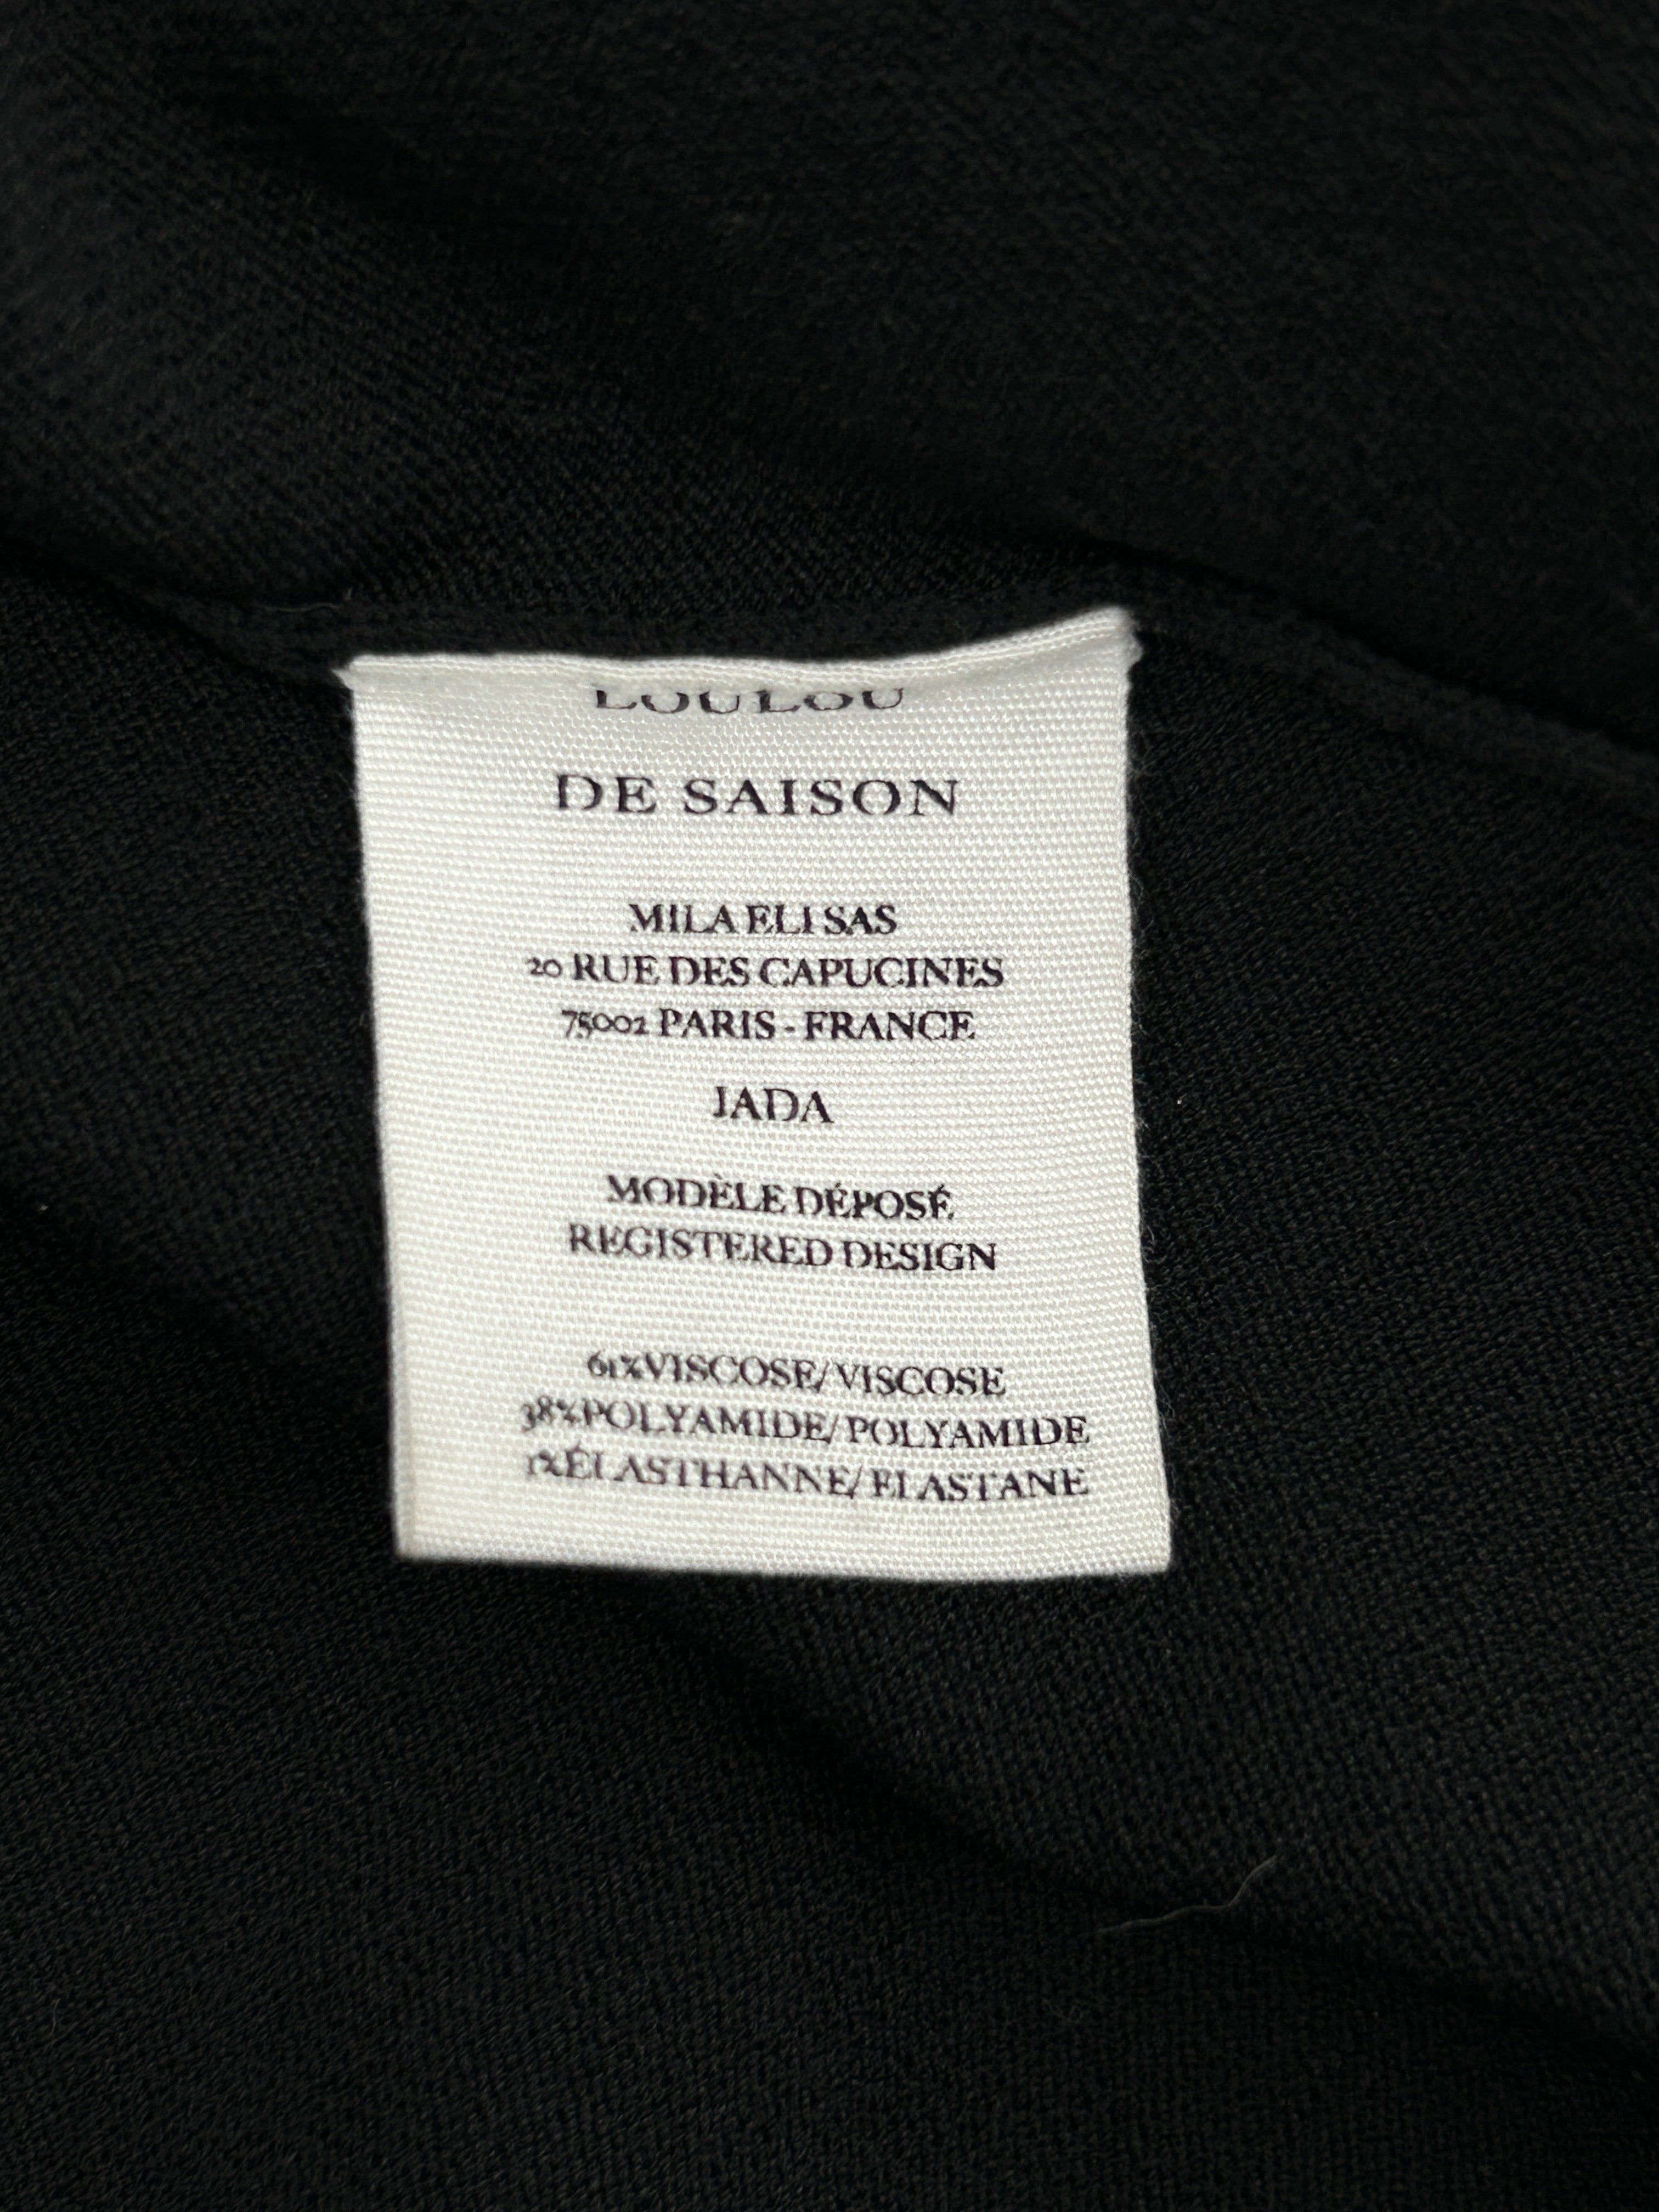 LOULOU
DE SAISON
MILA ELI SAS
20 RUE DES CAPUCINES
75002 PARIS - FRANCE
JADA
MODÈLE DÉPOSÉ
REGISTERED DESIGN
61%VISCOSE/VISCOSE
38%POLYAMIDE/POLYAMIDE
1%ÉLASTHANNE/ELASTANE